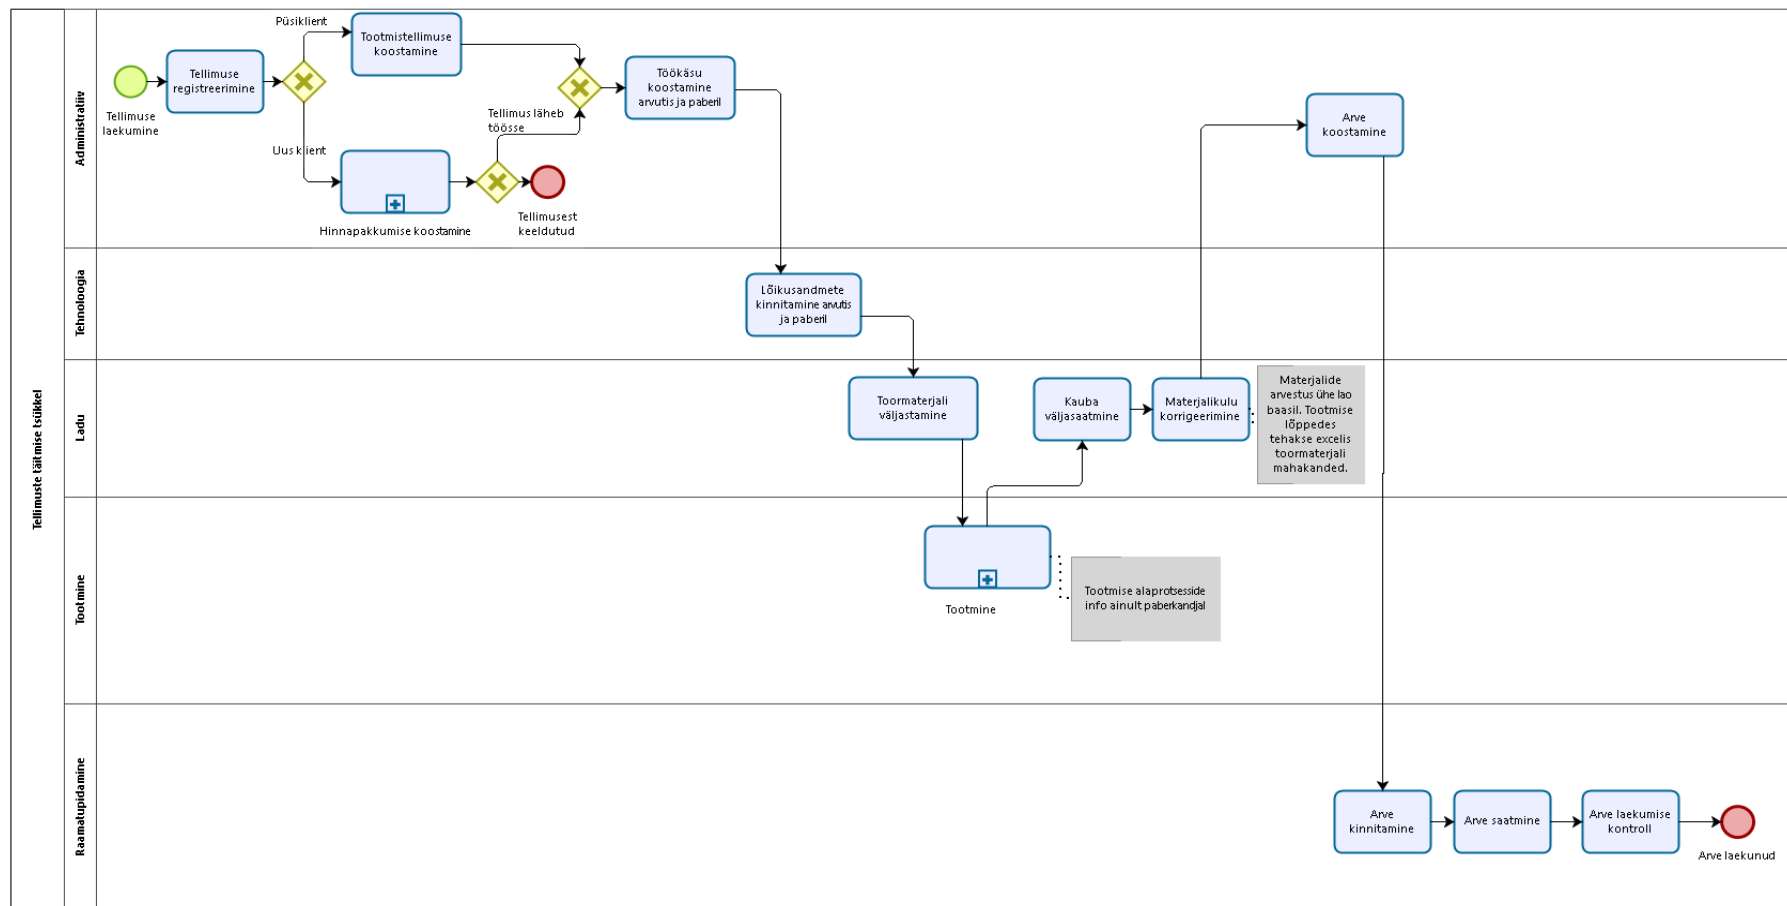 Tellimuste täitmise tsükkel
Administratiiv
Tellimuse
laekumine
Tellimuse
registreerimine
Püsiklient
Uus klient
Tootmistellimuse
koostamine
Hinnapakkumise koostamine
Tellimus läheb
töösse
Tellimusest
keeldutud
Töökäsu
koostamine
arvutis ja paberil
Arve
koostamine
Tehnoloogia
Lõikusandmete
kinnitamine arvutis
ja paberil
Ladu
Toormaterjali
väljastamine
Kauba
väljasaatmine
Materjalikulu
korrigeerimine
Materjalide
arvestus ühe lao
baasil. Tootmise
lõppedes
tehakse excelis
toormaterjali
mahakanded.
Tootmine
Tootmine
Tootmise alaprotsesside
info ainult paberkandjal
Raamatupidamine
Arve
kinnitamine
Arve saatmine
Arve laekumise
kontroll
Arve laekunud